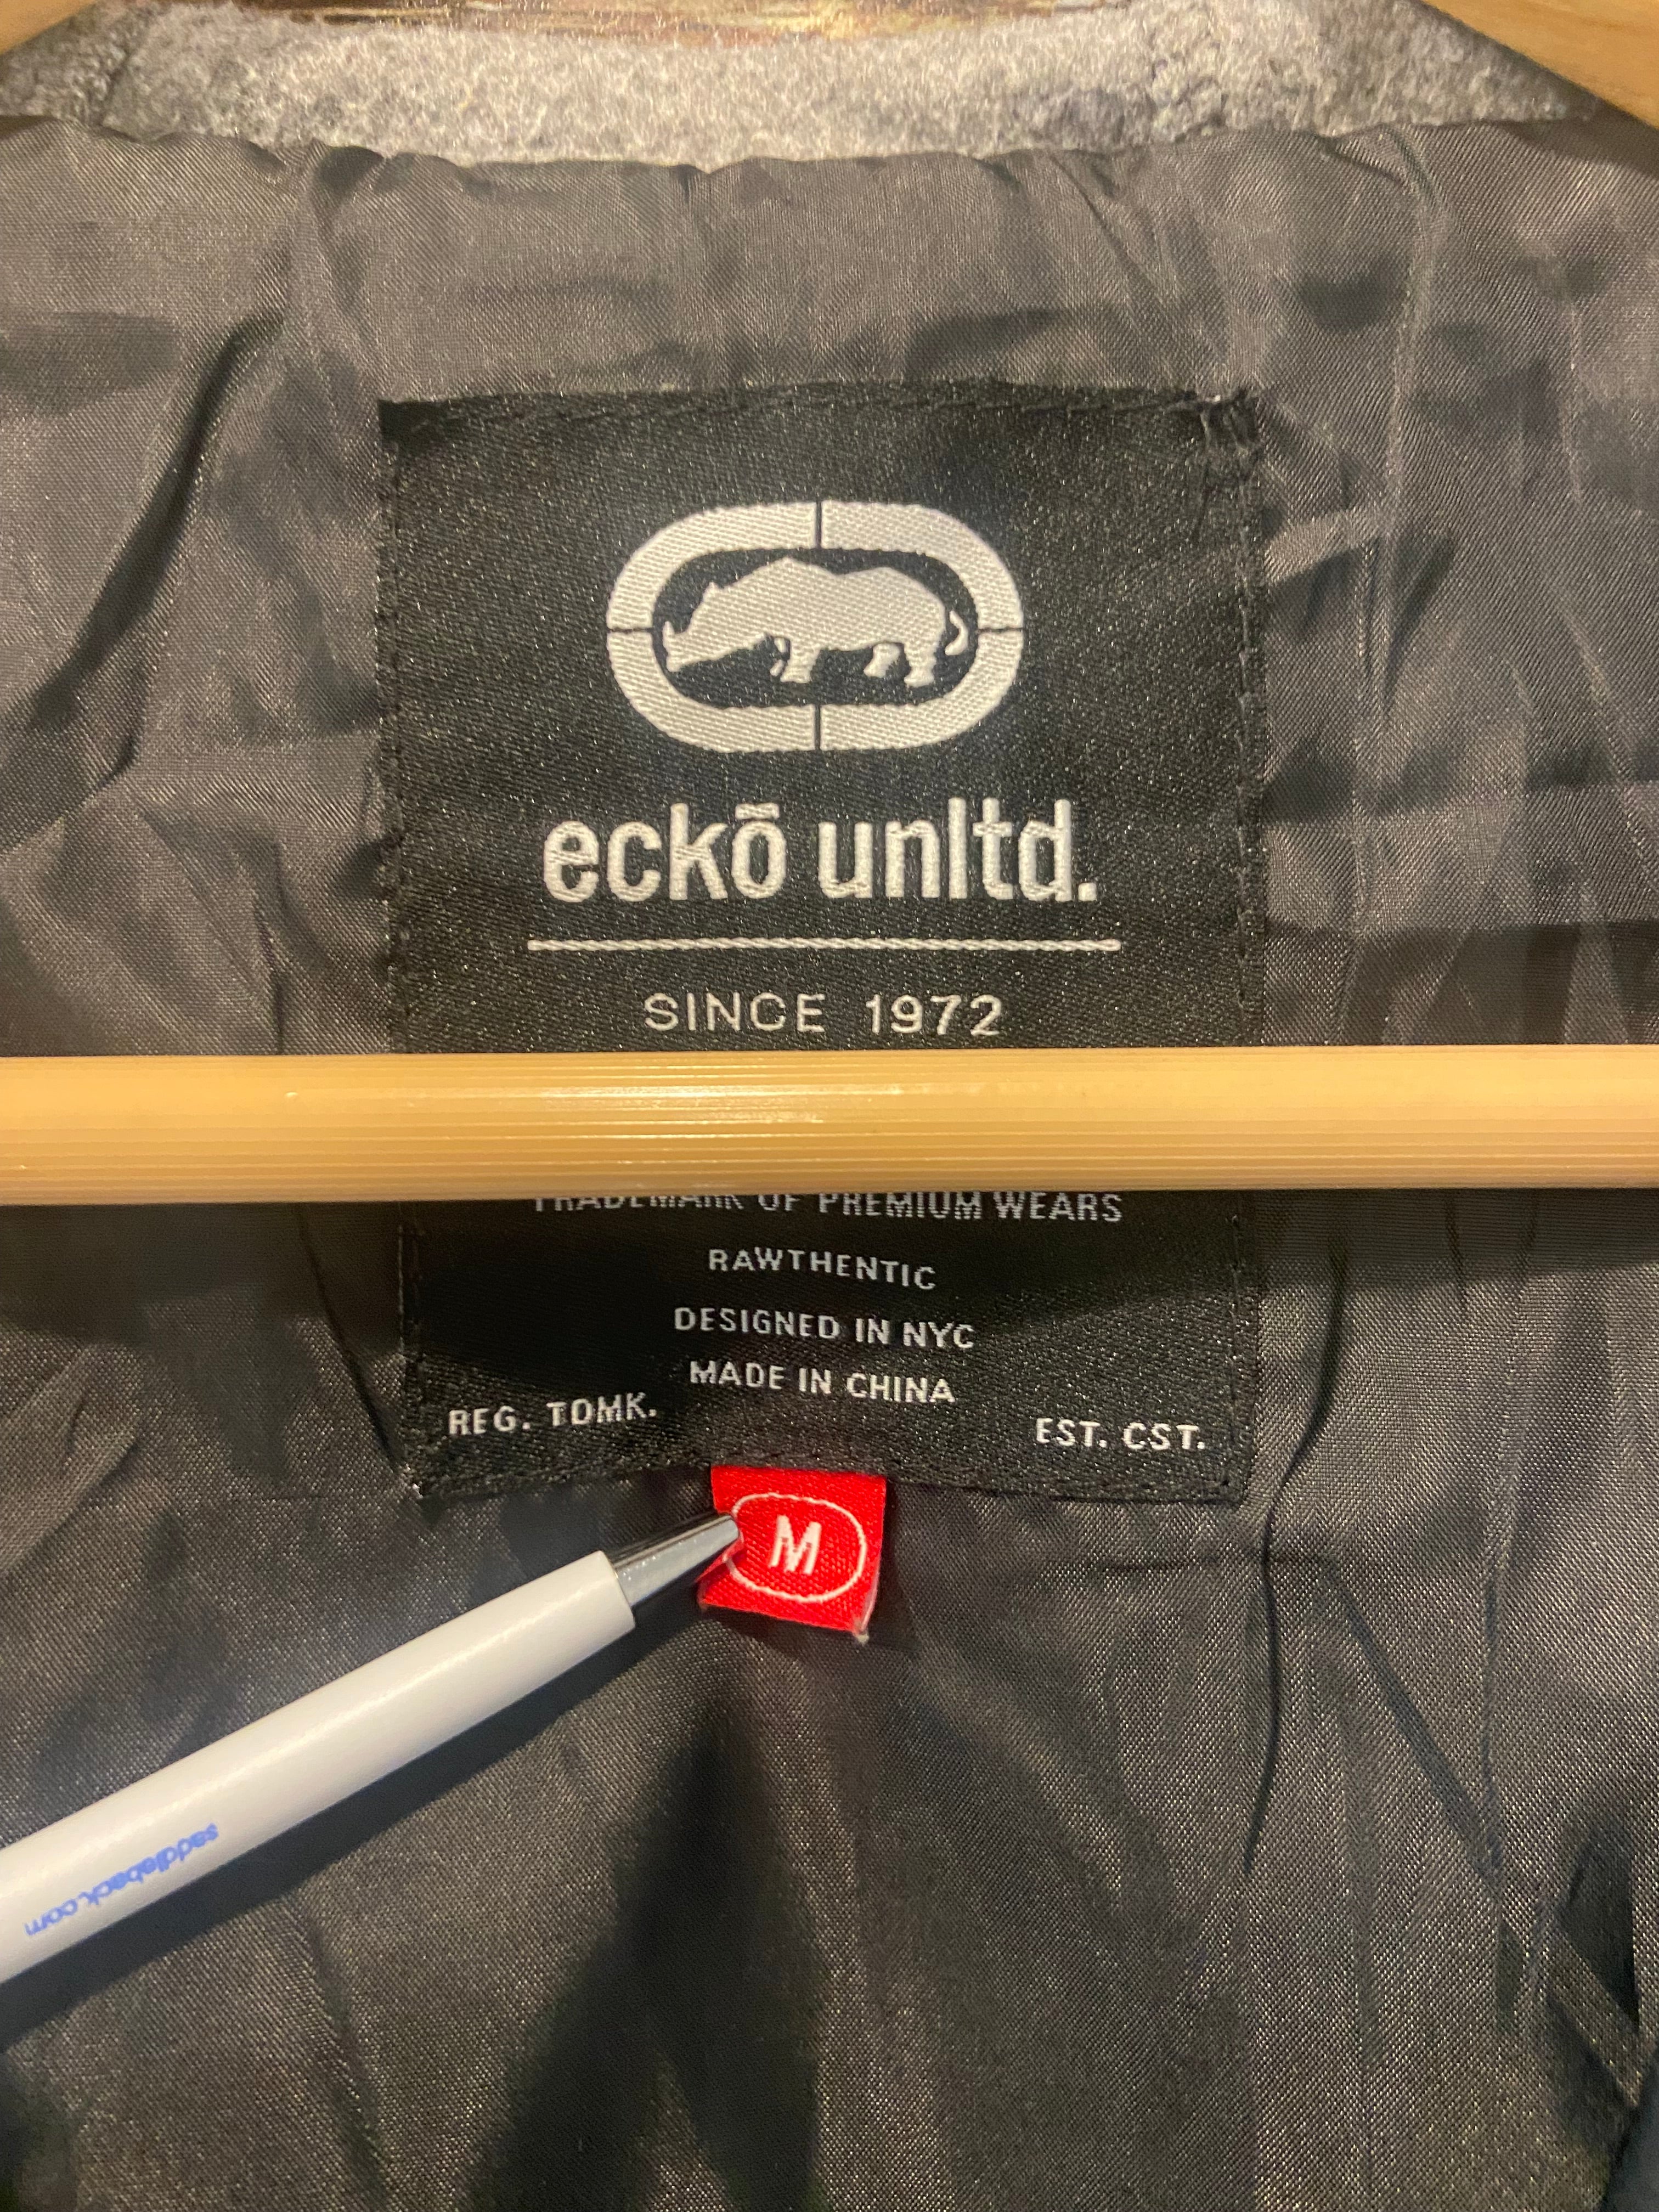 eckō unltd.
SINCE 1972
TRADEMARK OF PREMIUM WEARS
RAWTHENTIC
DESIGNED IN NYC
MADE IN CHINA
REG. TDMK.
EST. CST.
M
saddleback.com